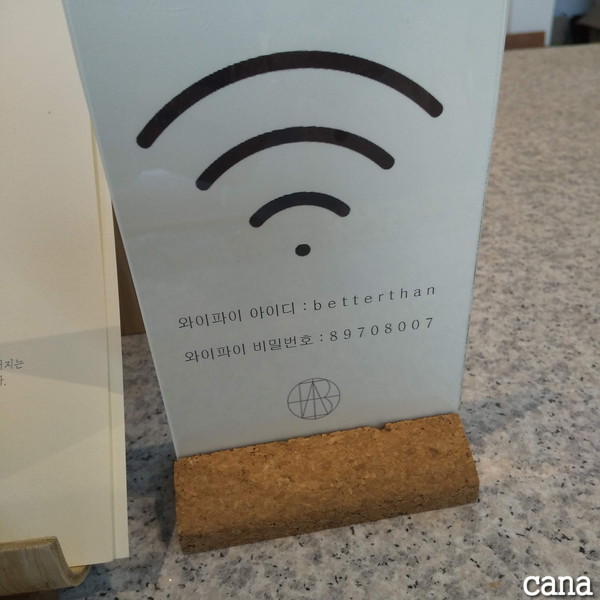 와이파이 아이디 : betterthan
와이파이 비밀번호 : 89708007
cana